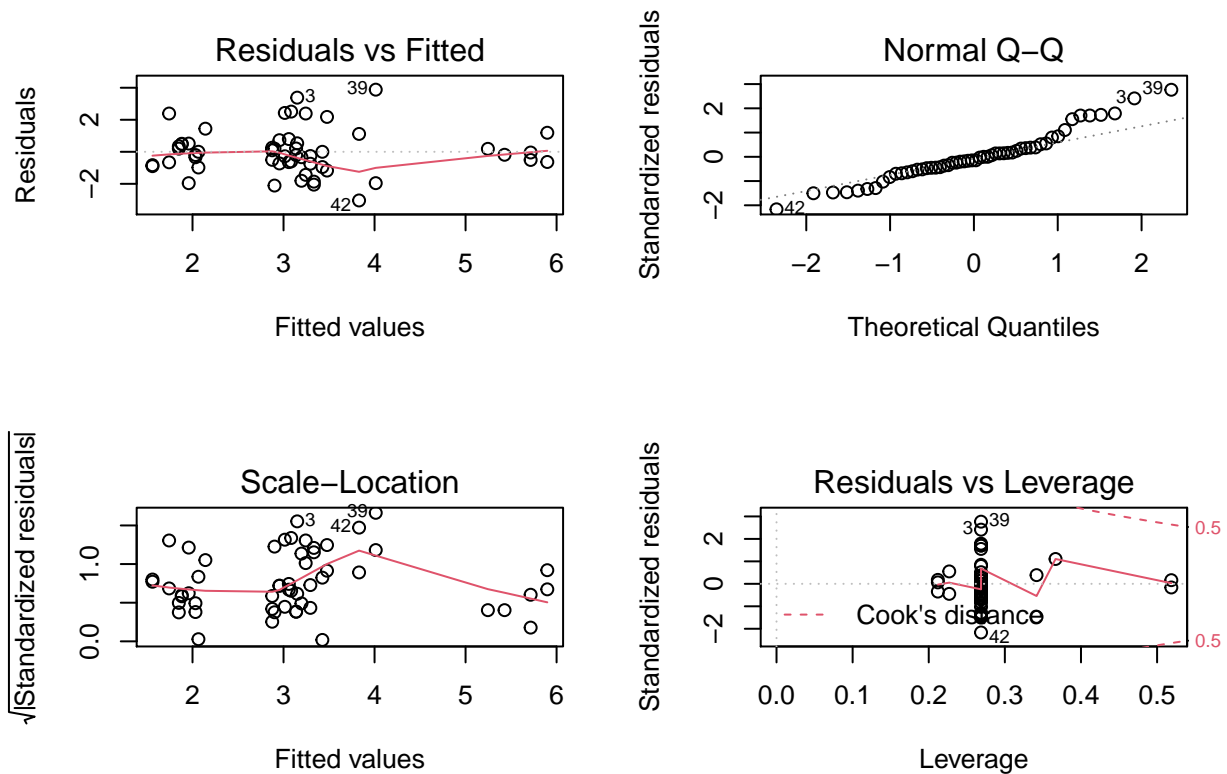 Residuals vs Fitted
Residuals
2
−2
3
39
42
2 3 4 5 6
Fitted values
Normal Q−Q
Standardized residuals
2
0
−2
3
39
42
−2 −1 0 1 2
Theoretical Quantiles
Scale−Location
√|Standardized residuals|
1.0
0.0
3
42
39
2 3 4 5 6
Fitted values
Residuals vs Leverage
Standardized residuals
2
0
−2
3
39
42
Cook's distance
0.5
0.5
0.0 0.1 0.2 0.3 0.4 0.5
Leverage